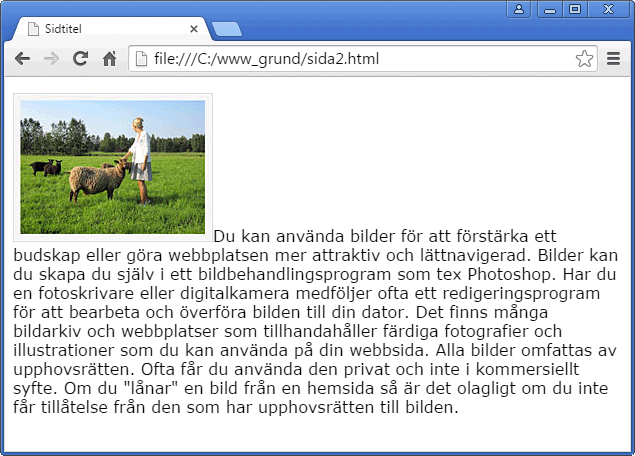 Sidtitel
file:///C:/www_grund/sida2.html
Du kan använda bilder för att förstärka ett
budskap eller göra webbplatsen mer attraktiv och lättnavigerad. Bilder kan
du skapa du själv i ett bildbehandlingsprogram som tex Photoshop. Har du
en fotoskrivare eller digitalkamera medföljer ofta ett redigeringsprogram
för att bearbeta och överföra bilden till din dator. Det finns många
bildarkiv och webbplatser som tillhandahåller färdiga fotografier och
illustrationer som du kan använda på din webbsida. Alla bilder omfattas av
upphovsrätten. Ofta får du använda den privat och inte i kommersiellt
syfte. Om du "lånar" en bild från en hemsida så är det olagligt om du inte
får tillåtelse från den som har upphovsrätten till bilden.